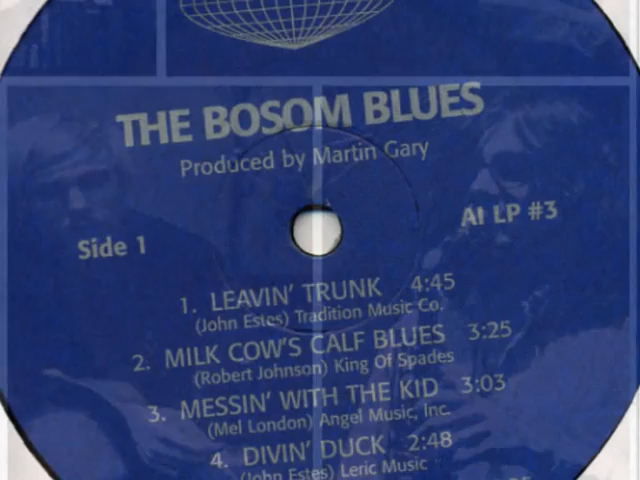 THE BOSOM BLUES
Produced by Martin Gary
Side 1
AI LP #3
1. LEAVIN' TRUNK 4:45
(John Estes) Tradition Music Co.
2. MILK COW'S CALF BLUES 3:25
(Robert Johnson) King Of Spades
3. MESSIN' WITH THE KID 3:03
(Mel London) Angel Music, Inc.
4. DIVIN' DUCK 2:48
(John Estes) Leric Music